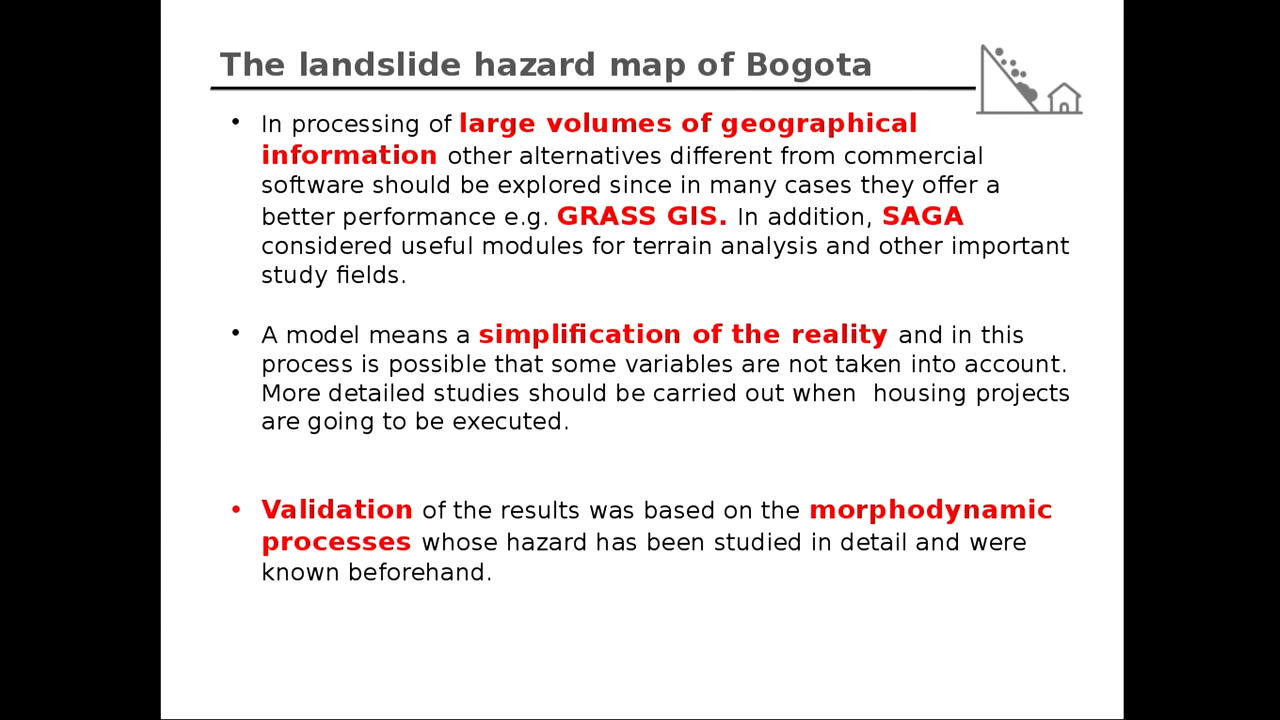 The landslide hazard map of Bogota
• In processing of large volumes of geographical
information other alternatives different from commercial
software should be explored since in many cases they offer a
better performance e.g. GRASS GIS. In addition, SAGA
considered useful modules for terrain analysis and other important
study fields.
• A model means a simplification of the reality and in this
process is possible that some variables are not taken into account.
More detailed studies should be carried out when  housing projects
are going to be executed.
• Validation of the results was based on the morphodynamic
processes whose hazard has been studied in detail and were
known beforehand.